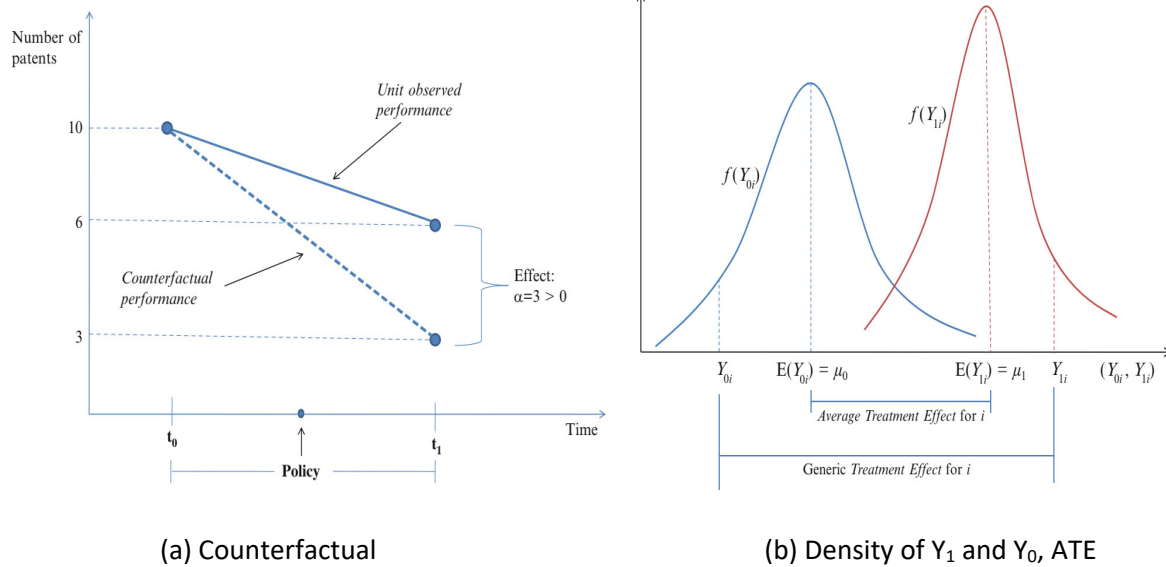 Number of
patents
Unit observed
performance
10
6
Counterfactual
performance
Effect:
α=3 > 0
3
t₀
t₁
Time
Policy
(a) Counterfactual
f(Y₁ᵢ)
f(Y₀ᵢ)
Y₀ᵢ E(Y₀ᵢ) = μ₀ E(Y₁ᵢ) = μ₁ Y₁ᵢ (Y₀ᵢ, Y₁ᵢ)
Average Treatment Effect for i
Generic Treatment Effect for i
(b) Density of Y₁ and Y₀, ATE